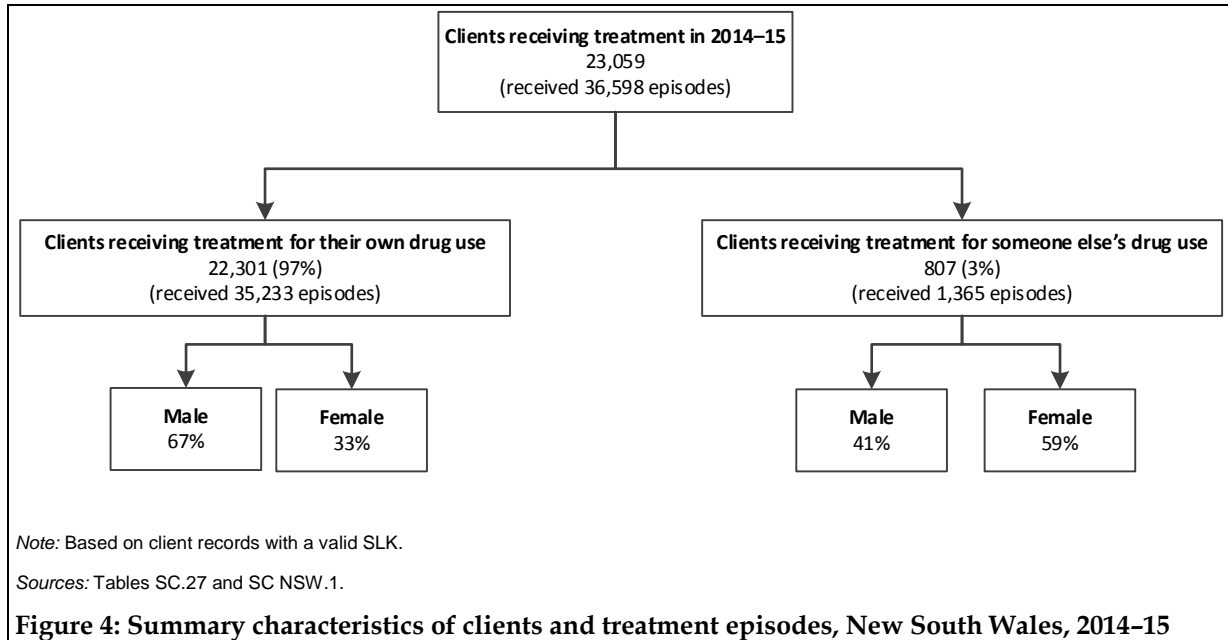 Clients receiving treatment in 2014–15
23,059
(received 36,598 episodes)
Clients receiving treatment for their own drug use
22,301 (97%)
(received 35,233 episodes)
Clients receiving treatment for someone else's drug use
807 (3%)
(received 1,365 episodes)
Male
67%
Female
33%
Male
41%
Female
59%
Note: Based on client records with a valid SLK.
Sources: Tables SC.27 and SC NSW.1.
Figure 4: Summary characteristics of clients and treatment episodes, New South Wales, 2014–15